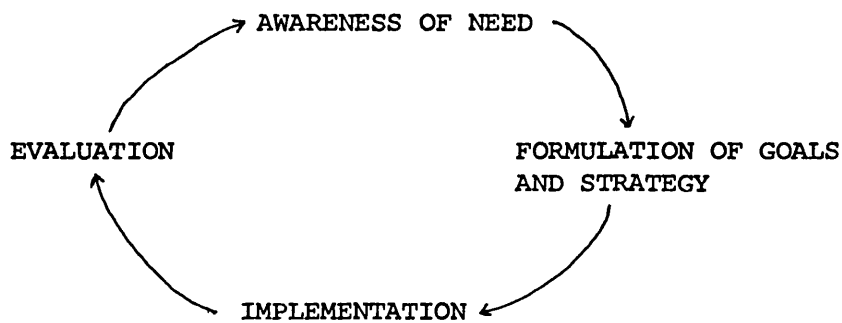 AWARENESS OF NEED
EVALUATION
FORMULATION OF GOALS
AND STRATEGY
IMPLEMENTATION